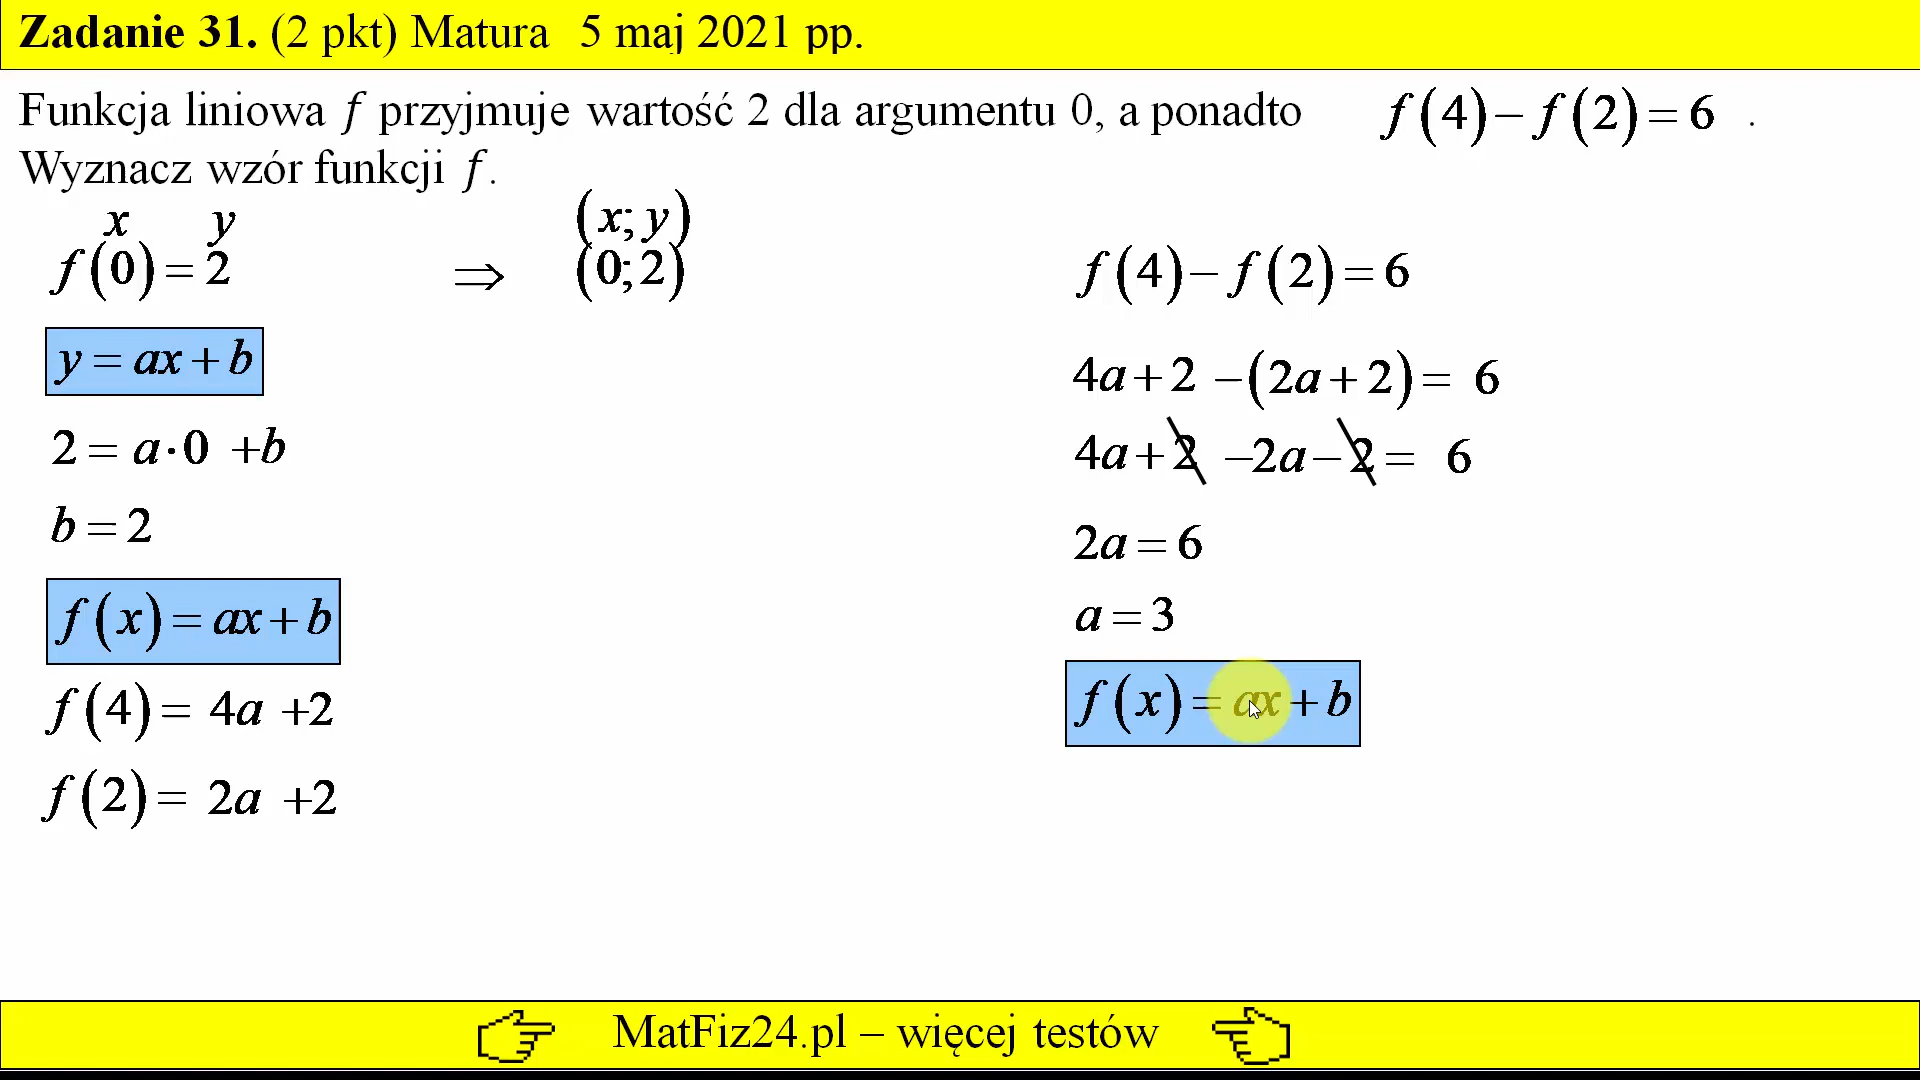 Zadanie 31. (2 pkt) Matura 5 maj 2021 pp.
Funkcja liniowa f przyjmuje wartość 2 dla argumentu 0, a ponadto f(4)−f(2)=6 .
Wyznacz wzór funkcji f.
x y
(x; y)
f(0)=2 ⇒ (0;2)
y=ax+b
2= a·0 +b
b=2
f(x)=ax+b
f(4)= 4a +2
f(2)= 2a +2
f(4)−f(2)=6
4a+2 −(2a+2)= 6
4a+2 −2a−2= 6
2a=6
a=3
f(x)=ax+b
MatFiz24.pl – więcej testów